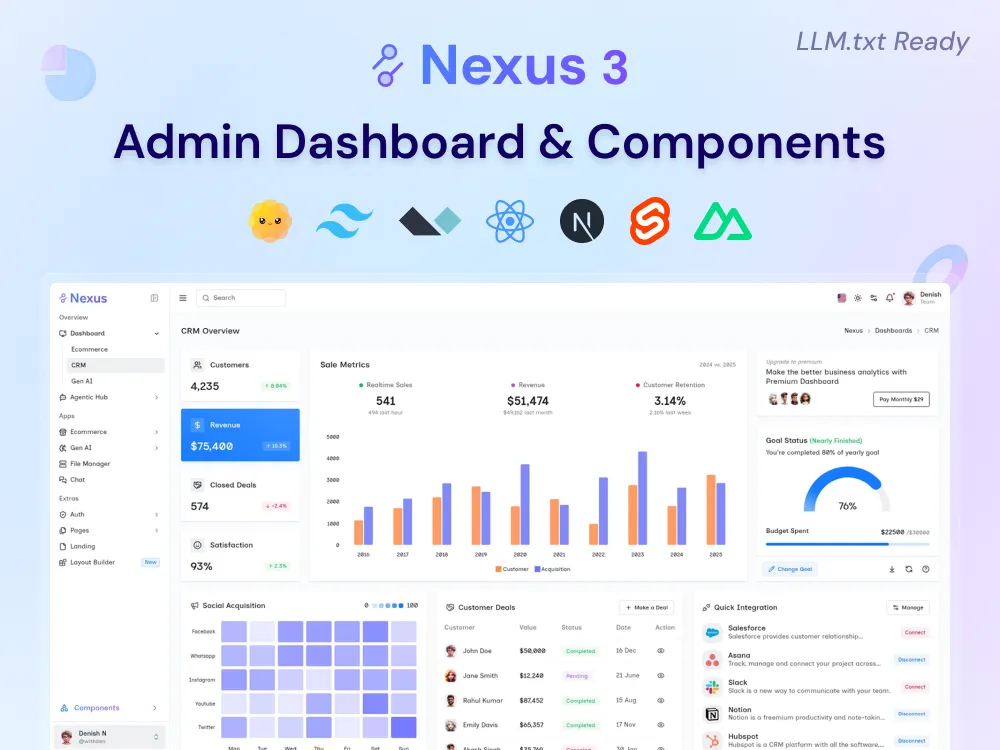 LLM.txt Ready
Nexus 3
Admin Dashboard & Components
Nexus
Search
Denish
Team
Overview
Dashboard
Ecommerce
CRM
Gen AI
Agentic Hub
Apps
Ecommerce
Gen AI
File Manager
Chat
Extras
Auth
Pages
Landing
Layout Builder New
Components
Denish N
@withden
CRM Overview
Nexus Dashboards CRM
Customers
4,235
Revenue
$75,400
Closed Deals
574
-2.4%
Satisfaction
93%
2.3%
Sale Metrics
2024 vs. 2025
Realtime Sales
541
494 last hour
Revenue
$51,474
last month
Customer Retention
3.14%
2.16% last week
5000
4000
3000
2000
1000
0
2016 2017 2018 2019 2020 2021 2022 2023 2024 2025
Customer Acquisition
Upgrade to premium
Make the better business analytics with
Premium Dashboard
Pay Monthly $29
Goal Status (Nearly Finished)
You're completed 80% of yearly goal
76%
Budget Spent $22500 /$30000
Change Goal
Social Acquisition
0 100
Facebook
Whatsapp
Instagram
Youtube
Twitter
Mon Tue Wed Thu Fri Sat Sun
Customer Deals
Make a Deal
Customer Value Status Date Action
John Doe $50,000 Completed 16 Dec
Jane Smith $12,240 Pending 21 June
Rahul Kumar $87,452 Completed 15 Aug
Emily Davis $65,357 Completed 17 Nov
Quick Integration
Manage
Salesforce
Salesforce provides customer relationship...
Connect
Asana
Track, manage and connect your project across...
Disconnect
Slack
Slack is a new way to communicate with your team.
Connect
Notion
Notion is a freemium productivity and note-takin...
Disconnect
Hubspot
Hubspot is a CRM platform with all the software,...
Disconnect